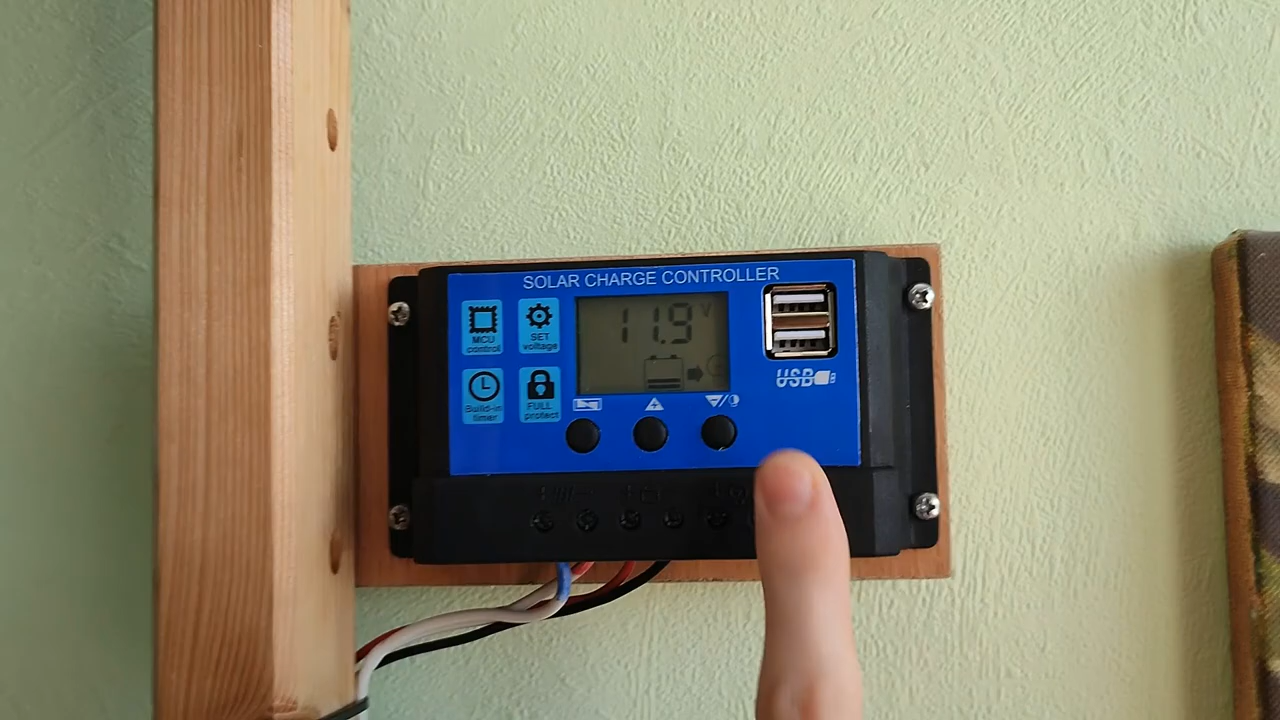 SOLAR CHARGE CONTROLLER
MCU
control
SET
voltage
11.9 V
Build-in
timer
FULL
protect
USB